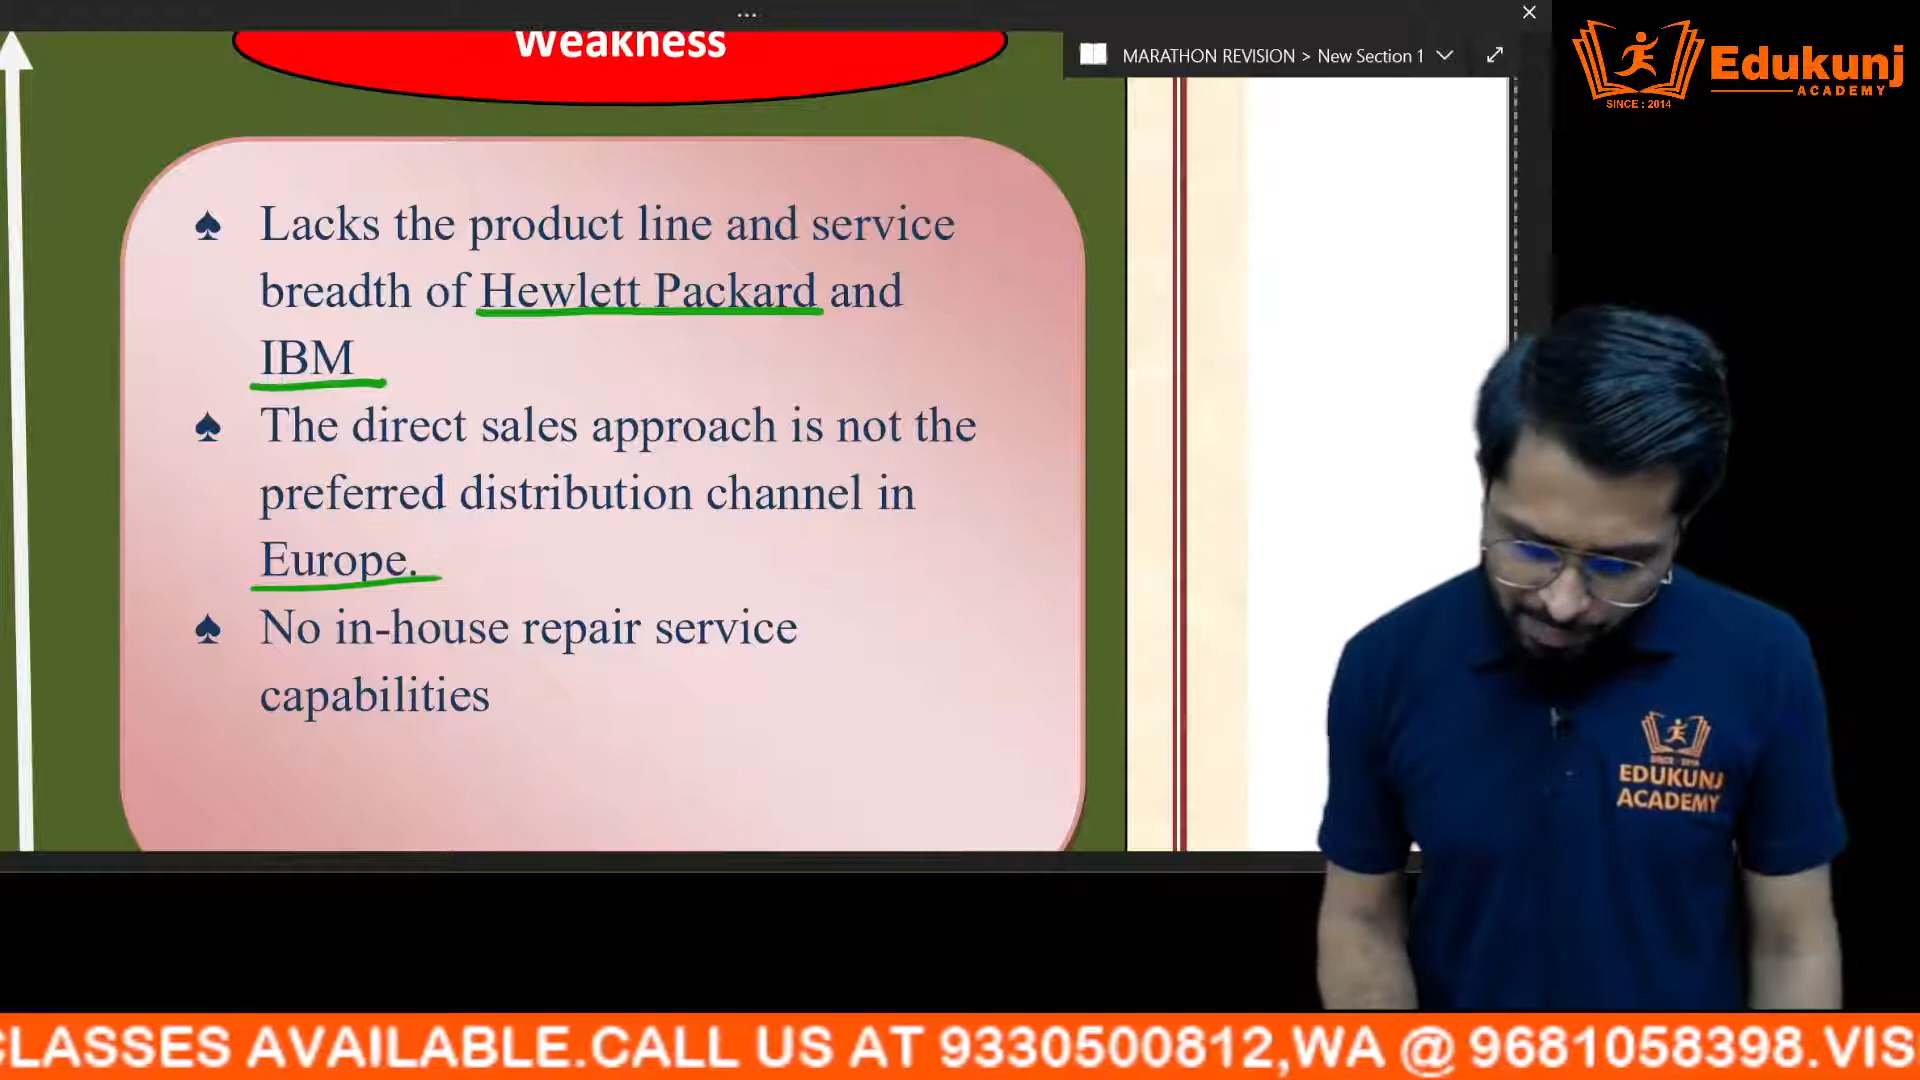 Weakness
MARATHON REVISION > New Section 1
Edukunj
ACADEMY
SINCE : 2014
♠ Lacks the product line and service
breadth of Hewlett Packard and
IBM
♠ The direct sales approach is not the
preferred distribution channel in
Europe.
♠ No in-house repair service
capabilities
EDUKUNJ
ACADEMY
CLASSES AVAILABLE.CALL US AT 9330500812,WA @ 9681058398.VIS